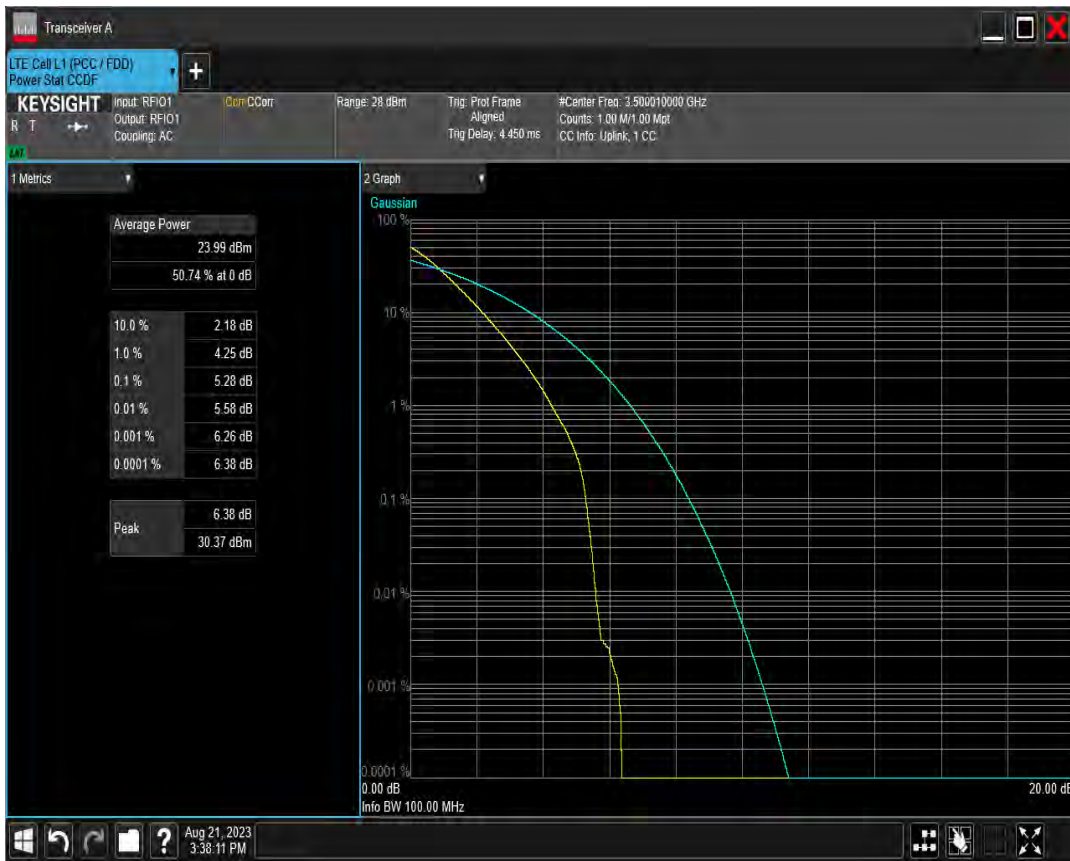 Transceiver A
LTE Cell L1 (PCC / FDD)
Power Stat CCDF
KEYSIGHT
R T
LAT
Input: RFIO1
Output: RFIO1
Coupling: AC
Corr CCorr
Range: 28 dBm
Trig: Prot Frame
Aligned
Trig Delay: 4.450 ms
#Center Freq: 3.500010000 GHz
Counts: 1.00 M/1.00 Mpt
CC Info: Uplink, 1 CC
1 Metrics
Average Power
23.99 dBm
50.74 % at 0 dB
10.0 % 2.18 dB
1.0 % 4.25 dB
0.1 % 5.28 dB
0.01 % 5.58 dB
0.001 % 6.26 dB
0.0001 % 6.38 dB
Peak
6.38 dB
30.37 dBm
2 Graph
Gaussian
100 %
10 %
1 %
0.1 %
0.01 %
0.001 %
0.0001 %
0.00 dB
20.00 dB
Info BW 100.00 MHz
?
Aug 21, 2023
3:38:11 PM